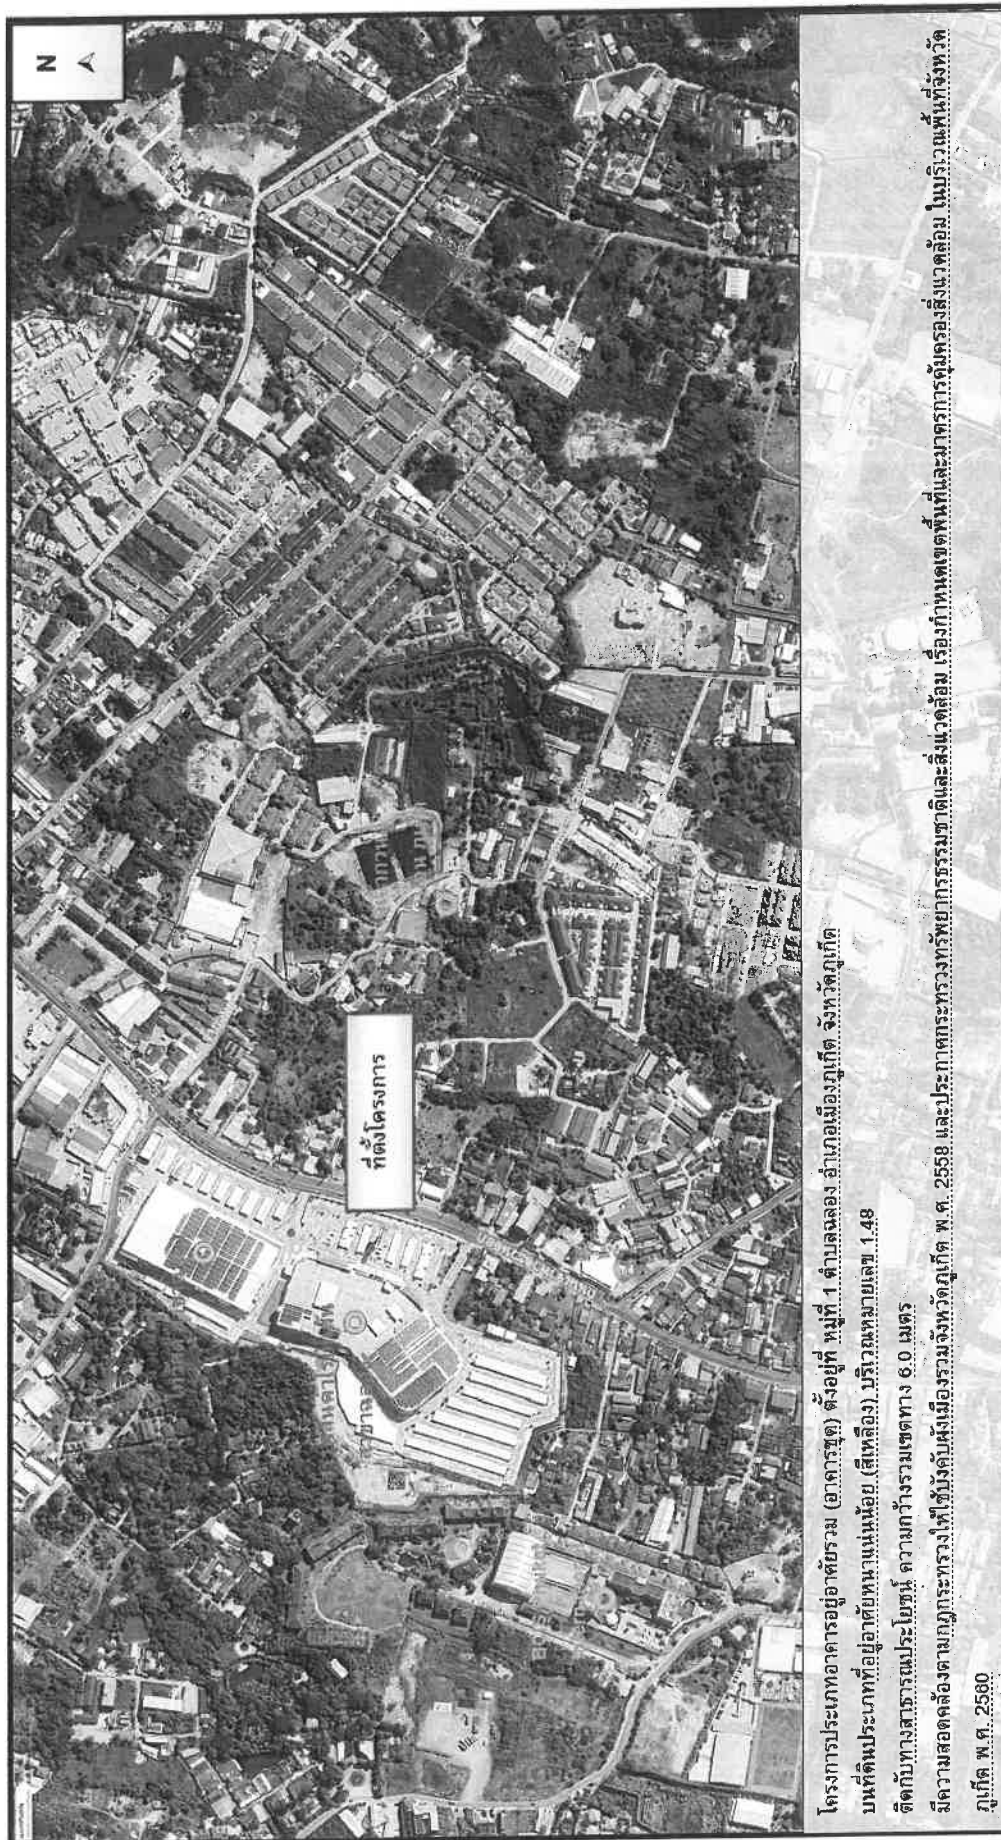 N
ที่ตั้งโครงการ
โครงการประเภทอาคารอยู่อาศัยรวม (อาคารชุด) ตั้งอยู่ที่ หมู่ที่ 1 ตำบลฉลอง อำเภอเมืองภูเก็ต จังหวัดภูเก็ต
บนที่ดินประเภทที่อยู่อาศัยหนาแน่นน้อย (สีเหลือง) บริเวณหมายเลข 1.48
ติดกับทางสาธารณประโยชน์ ความกว้างรวมเขตทาง 6.0 เมตร
มีความสอดคล้องตามกฎกระทรวงให้ใช้บังคับผังเมืองรวมจังหวัดภูเก็ต พ.ศ. 2558 และประกาศกระทรวงทรัพยากรธรรมชาติและสิ่งแวดล้อม เรื่องกำหนดเขตพื้นที่และมาตรการคุ้มครองสิ่งแวดล้อม ในบริเวณพื้นที่จังหวัด
ภูเก็ต พ.ศ. 2560